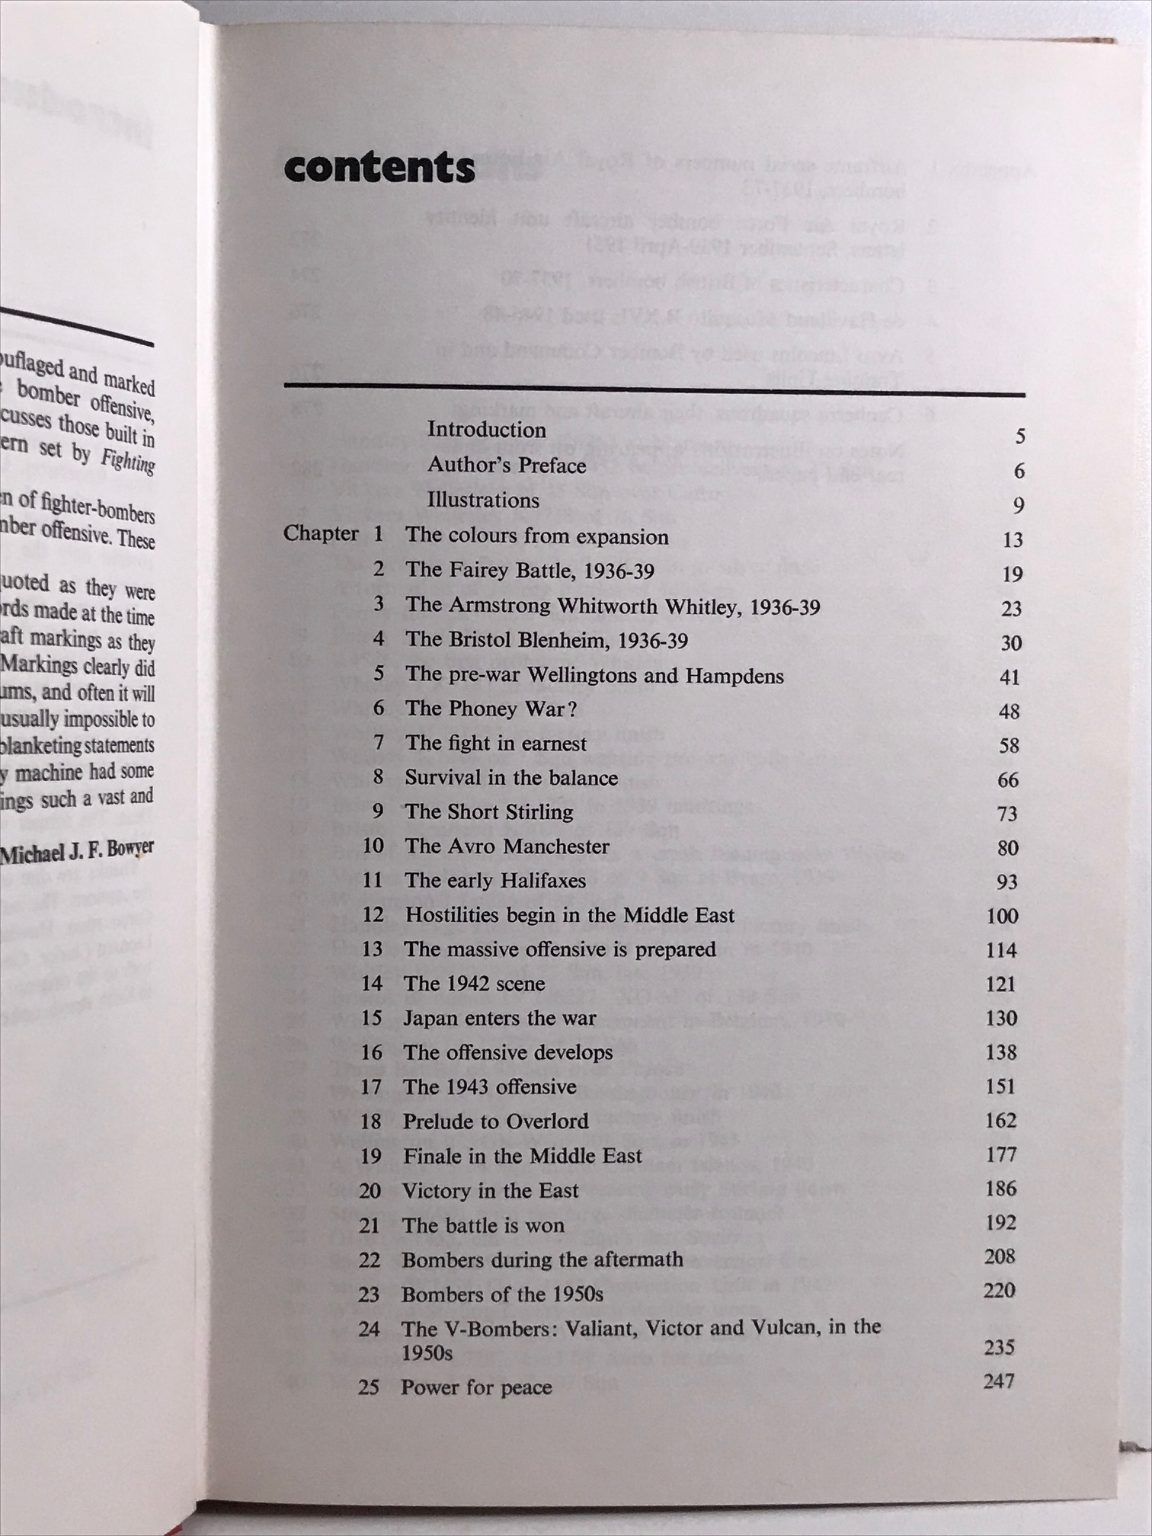 ouflaged and marked
bomber offensive,
cusses those built in
ern set by Fighting
n of fighter-bombers
nber offensive. These
uoted as they were
rds made at the time
aft markings as they
Markings clearly did
ums, and often it will
usually impossible to
blanketing statements
y machine had some
ings such a vast and
Michael J. F. Bowyer
contents
Introduction 5
Author's Preface 6
Illustrations 9
Chapter 1 The colours from expansion 13
2 The Fairey Battle, 1936-39 19
3 The Armstrong Whitworth Whitley, 1936-39 23
4 The Bristol Blenheim, 1936-39 30
5 The pre-war Wellingtons and Hampdens 41
6 The Phoney War? 48
7 The fight in earnest 58
8 Survival in the balance 66
9 The Short Stirling 73
10 The Avro Manchester 80
11 The early Halifaxes 93
12 Hostilities begin in the Middle East 100
13 The massive offensive is prepared 114
14 The 1942 scene 121
15 Japan enters the war 130
16 The offensive develops 138
17 The 1943 offensive 151
18 Prelude to Overlord 162
19 Finale in the Middle East 177
20 Victory in the East 186
21 The battle is won 192
22 Bombers during the aftermath 208
23 Bombers of the 1950s 220
24 The V-Bombers: Valiant, Victor and Vulcan, in the
1950s 235
25 Power for peace 247